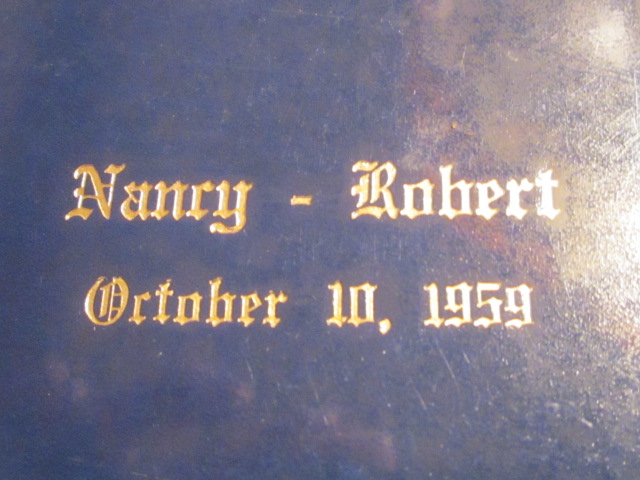 Nancy - Robert
October 10, 1959